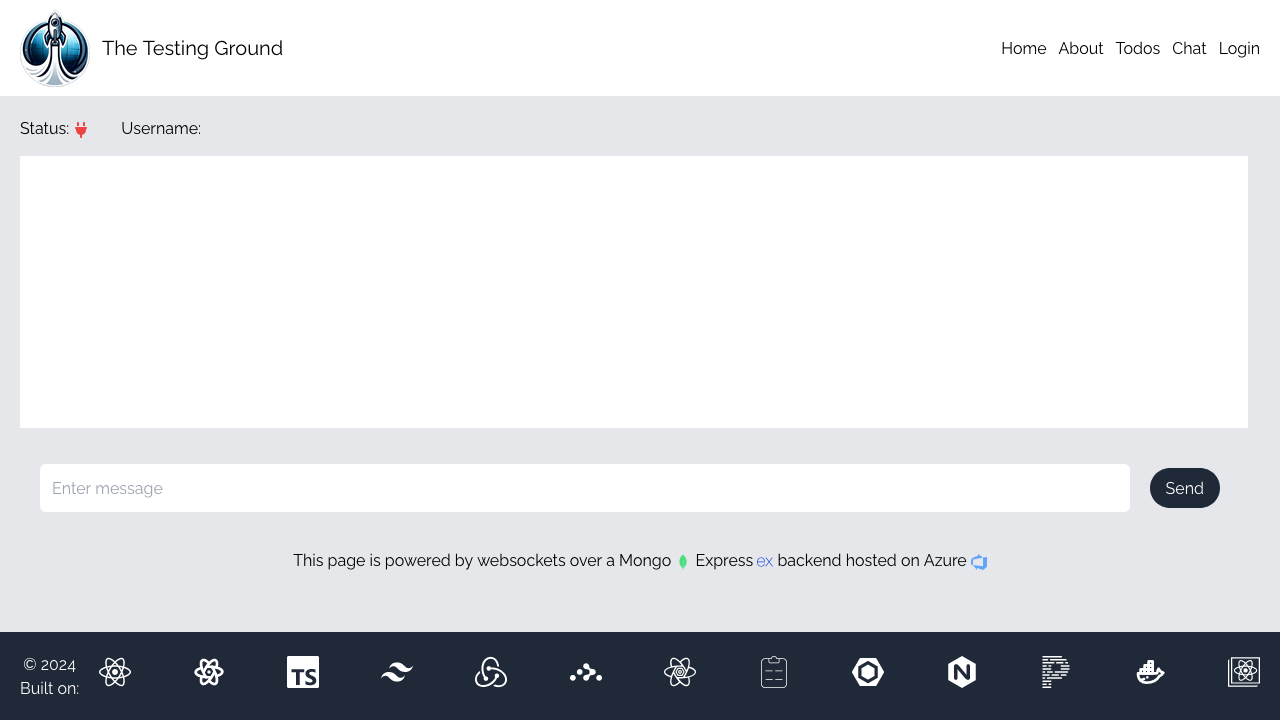 The Testing Ground
Home About Todos Chat Login
Status: Username:
Enter message
Send
This page is powered by websockets over a Mongo Express ex backend hosted on Azure
© 2024
Built on:
TS
N
P